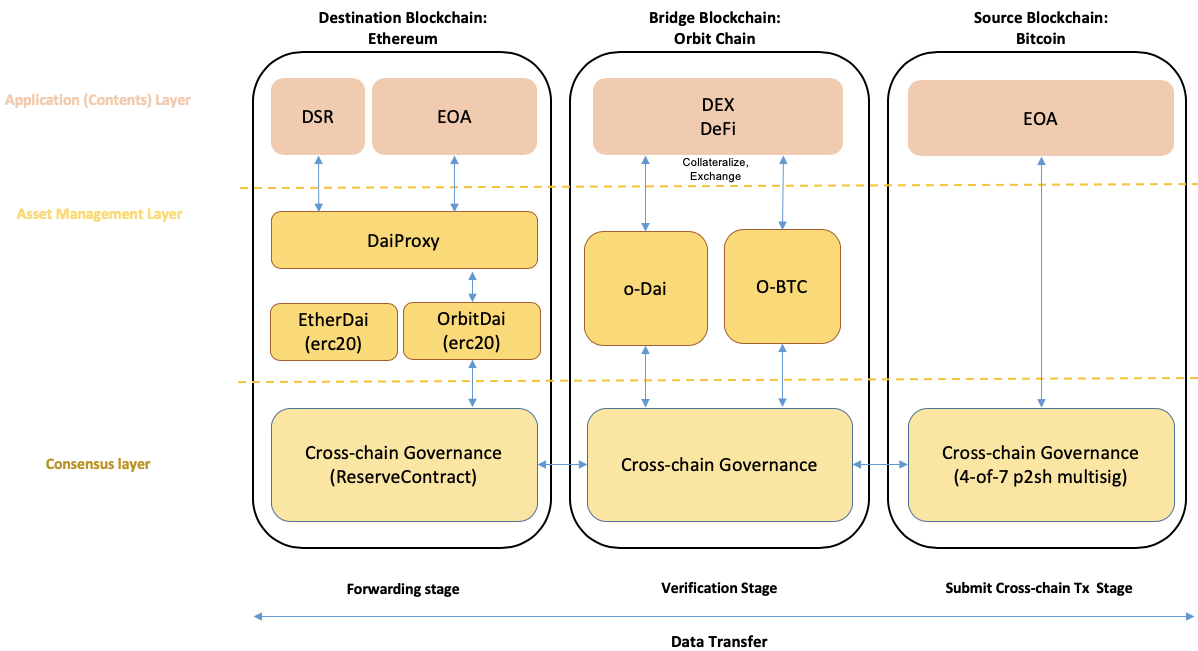 Destination Blockchain:
Ethereum
Bridge Blockchain:
Orbit Chain
Source Blockchain:
Bitcoin
Application (Contents) Layer
DSR
EOA
DEX
DeFi
EOA
Collateralize,
Exchange
Asset Management Layer
DaiProxy
o-Dai
O-BTC
EtherDai
(erc20)
OrbitDai
(erc20)
Consensus layer
Cross-chain Governance
(ReserveContract)
Cross-chain Governance
Cross-chain Governance
(4-of-7 p2sh multisig)
Forwarding stage
Verification Stage
Submit Cross-chain Tx Stage
Data Transfer